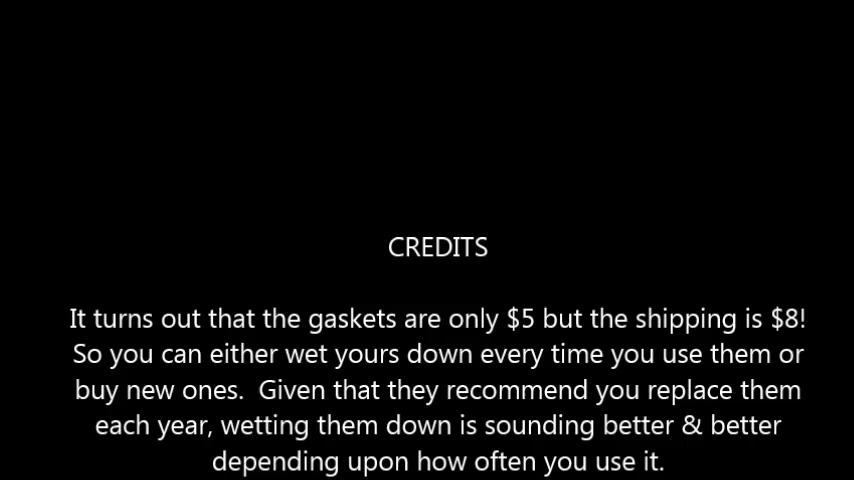 CREDITS
It turns out that the gaskets are only $5 but the shipping is $8!
So you can either wet yours down every time you use them or
buy new ones.  Given that they recommend you replace them
each year, wetting them down is sounding better & better
depending upon how often you use it.